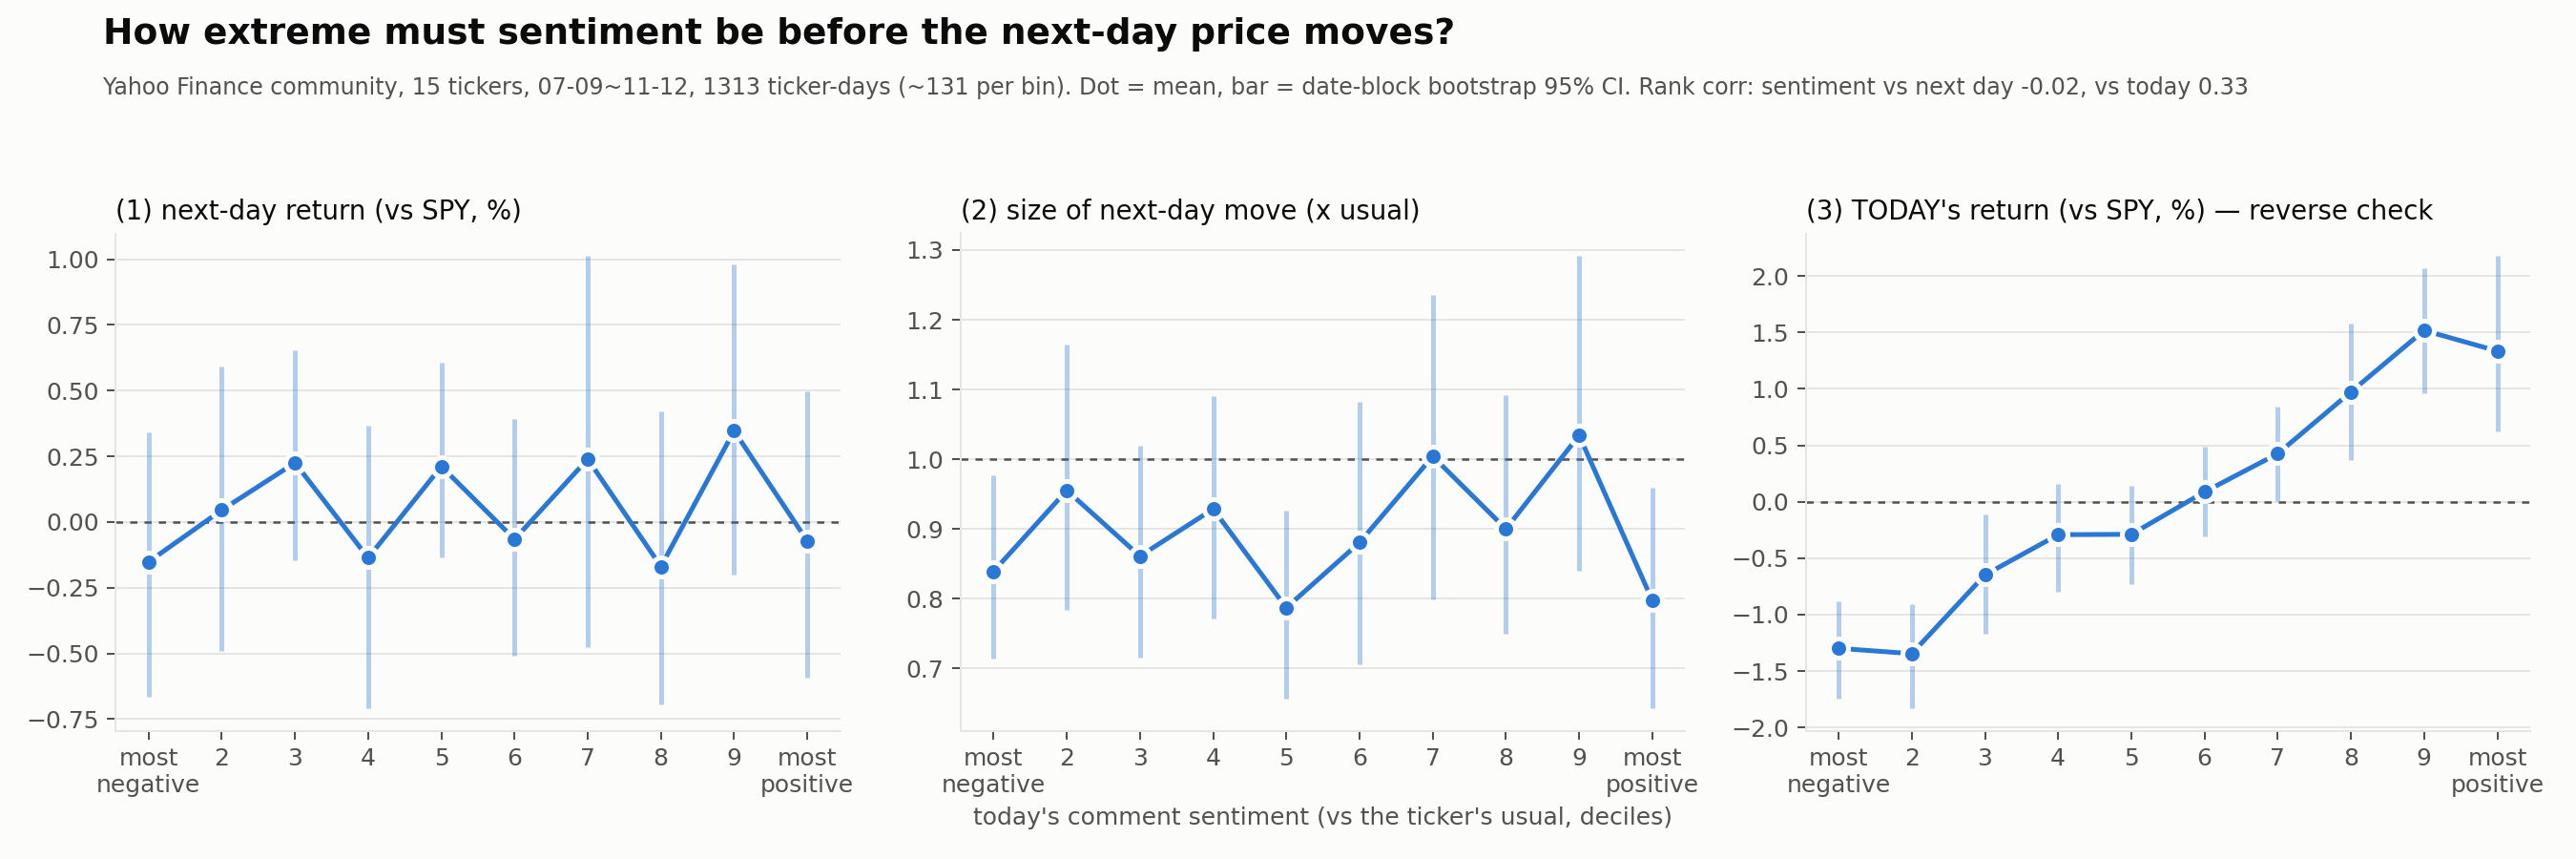 How extreme must sentiment be before the next-day price moves?
Yahoo Finance community, 15 tickers, 07-09~11-12, 1313 ticker-days (~131 per bin). Dot = mean, bar = date-block bootstrap 95% CI. Rank corr: sentiment vs next day -0.02, vs today 0.33
(1) next-day return (vs SPY, %)
1.00
0.75
0.50
0.25
0.00
−0.25
−0.50
−0.75
most negative 2 3 4 5 6 7 8 9 most positive
(2) size of next-day move (x usual)
1.3
1.2
1.1
1.0
0.9
0.8
0.7
most negative 2 3 4 5 6 7 8 9 most positive
today's comment sentiment (vs the ticker's usual, deciles)
(3) TODAY's return (vs SPY, %) — reverse check
2.0
1.5
1.0
0.5
0.0
−0.5
−1.0
−1.5
−2.0
most negative 2 3 4 5 6 7 8 9 most positive